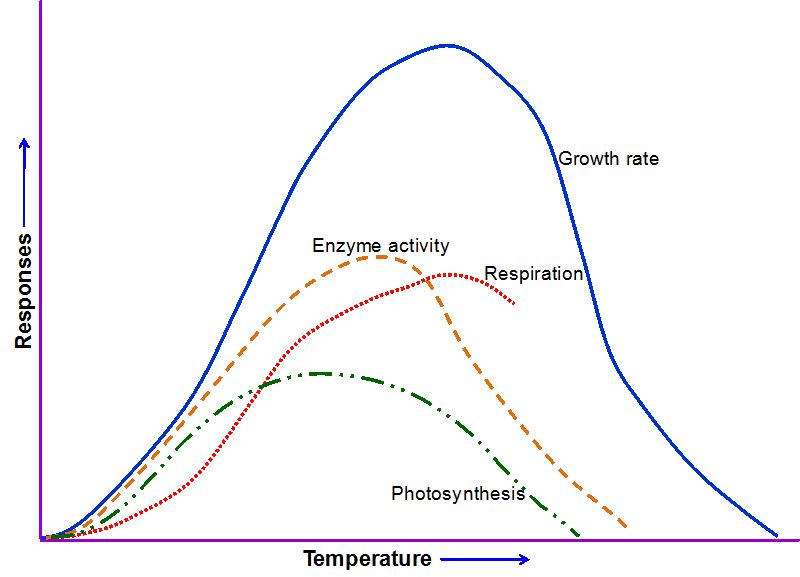 Growth rate
Enzyme activity
Respiration
Responses
Photosynthesis
Temperature